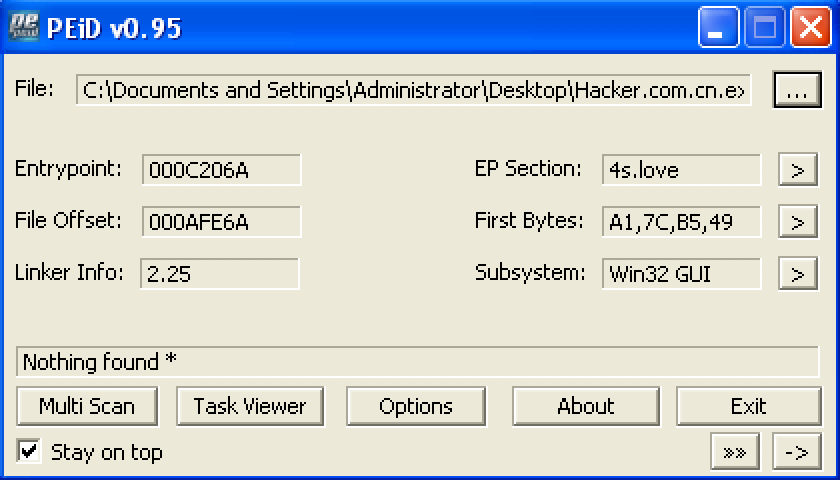 PEiD v0.95
File: C:\Documents and Settings\Administrator\Desktop\Hacker.com.cn.ex ...
Entrypoint: 000C206A EP Section: 4s.love >
File Offset: 000AFE6A First Bytes: A1,7C,B5,49 >
Linker Info: 2.25 Subsystem: Win32 GUI >
Nothing found *
Multi Scan Task Viewer Options About Exit
Stay on top »» ->